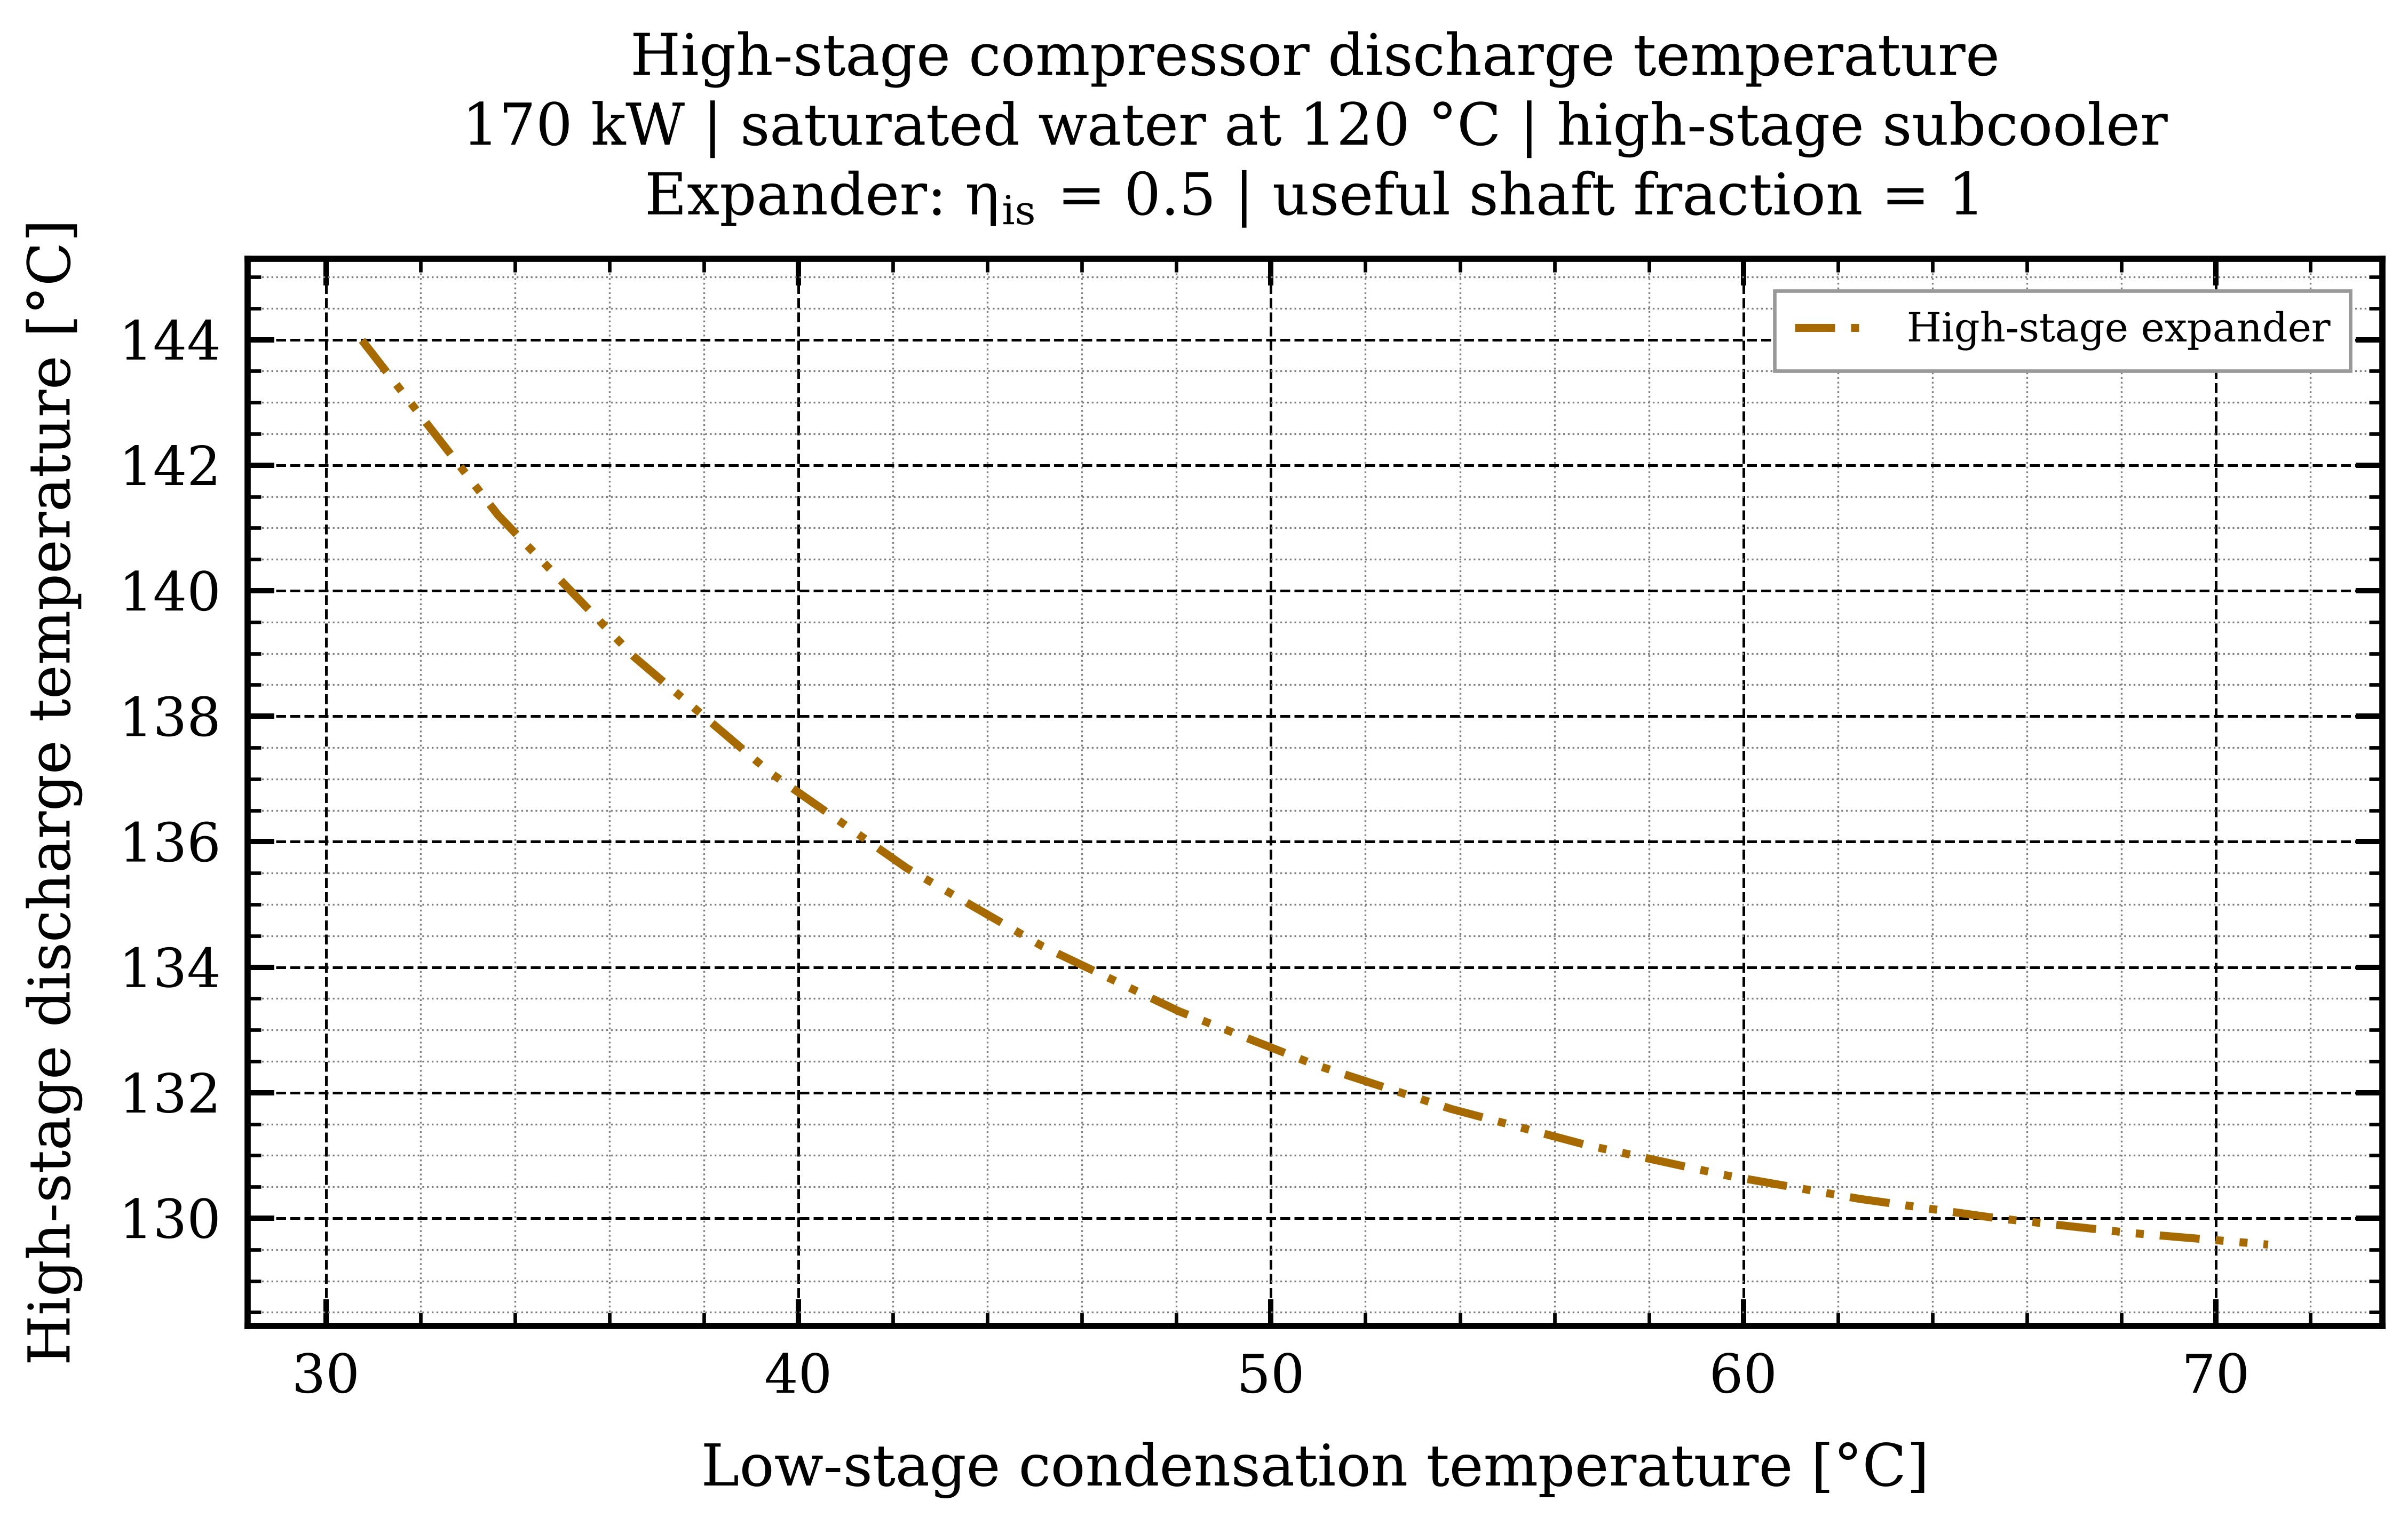 High-stage compressor discharge temperature
170 kW | saturated water at 120 °C | high-stage subcooler
Expander: ηis = 0.5 | useful shaft fraction = 1
High-stage discharge temperature [°C]
144
142
140
138
136
134
132
130
High-stage expander
30 40 50 60 70
Low-stage condensation temperature [°C]